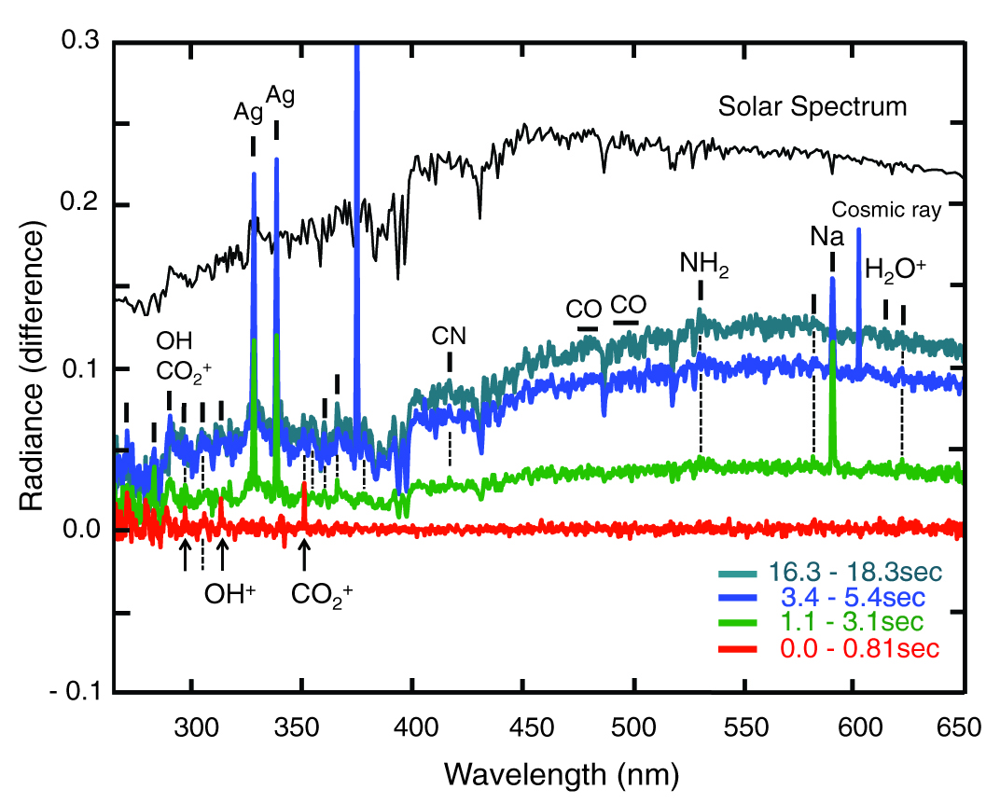 0.3
0.2
0.1
0.0
- 0.1
Radiance (difference)
Ag
Ag
Solar Spectrum
Cosmic ray
Na
H₂O⁺
NH₂
CO
CO
CN
OH
CO₂⁺
OH⁺
CO₂⁺
16.3 - 18.3sec
3.4 - 5.4sec
1.1 - 3.1sec
0.0 - 0.81sec
300
350
400
450
500
550
600
650
Wavelength (nm)